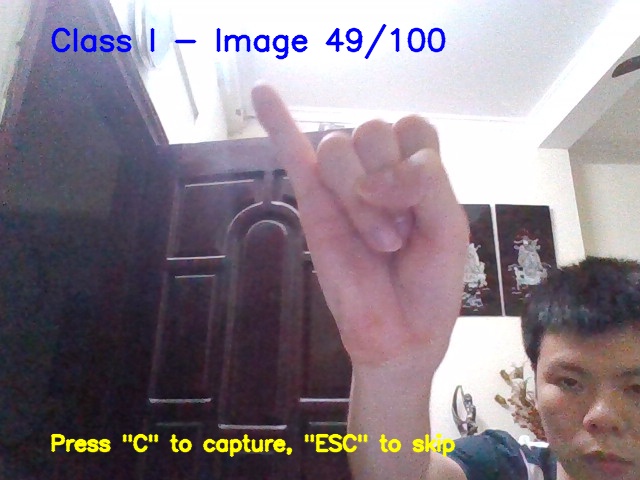 Class I - Image 49/100
Press "C" to capture, "ESC" to skip